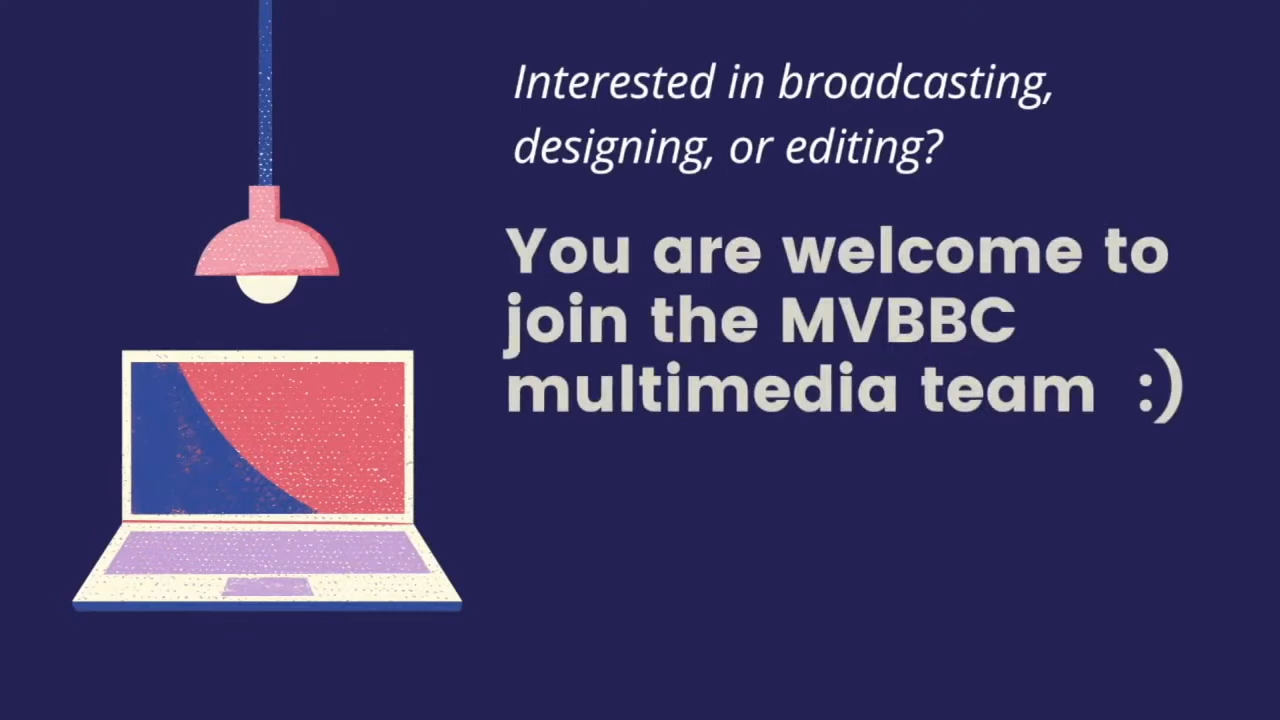 Interested in broadcasting,
designing, or editing?
You are welcome to
join the MVBBC
multimedia team :)